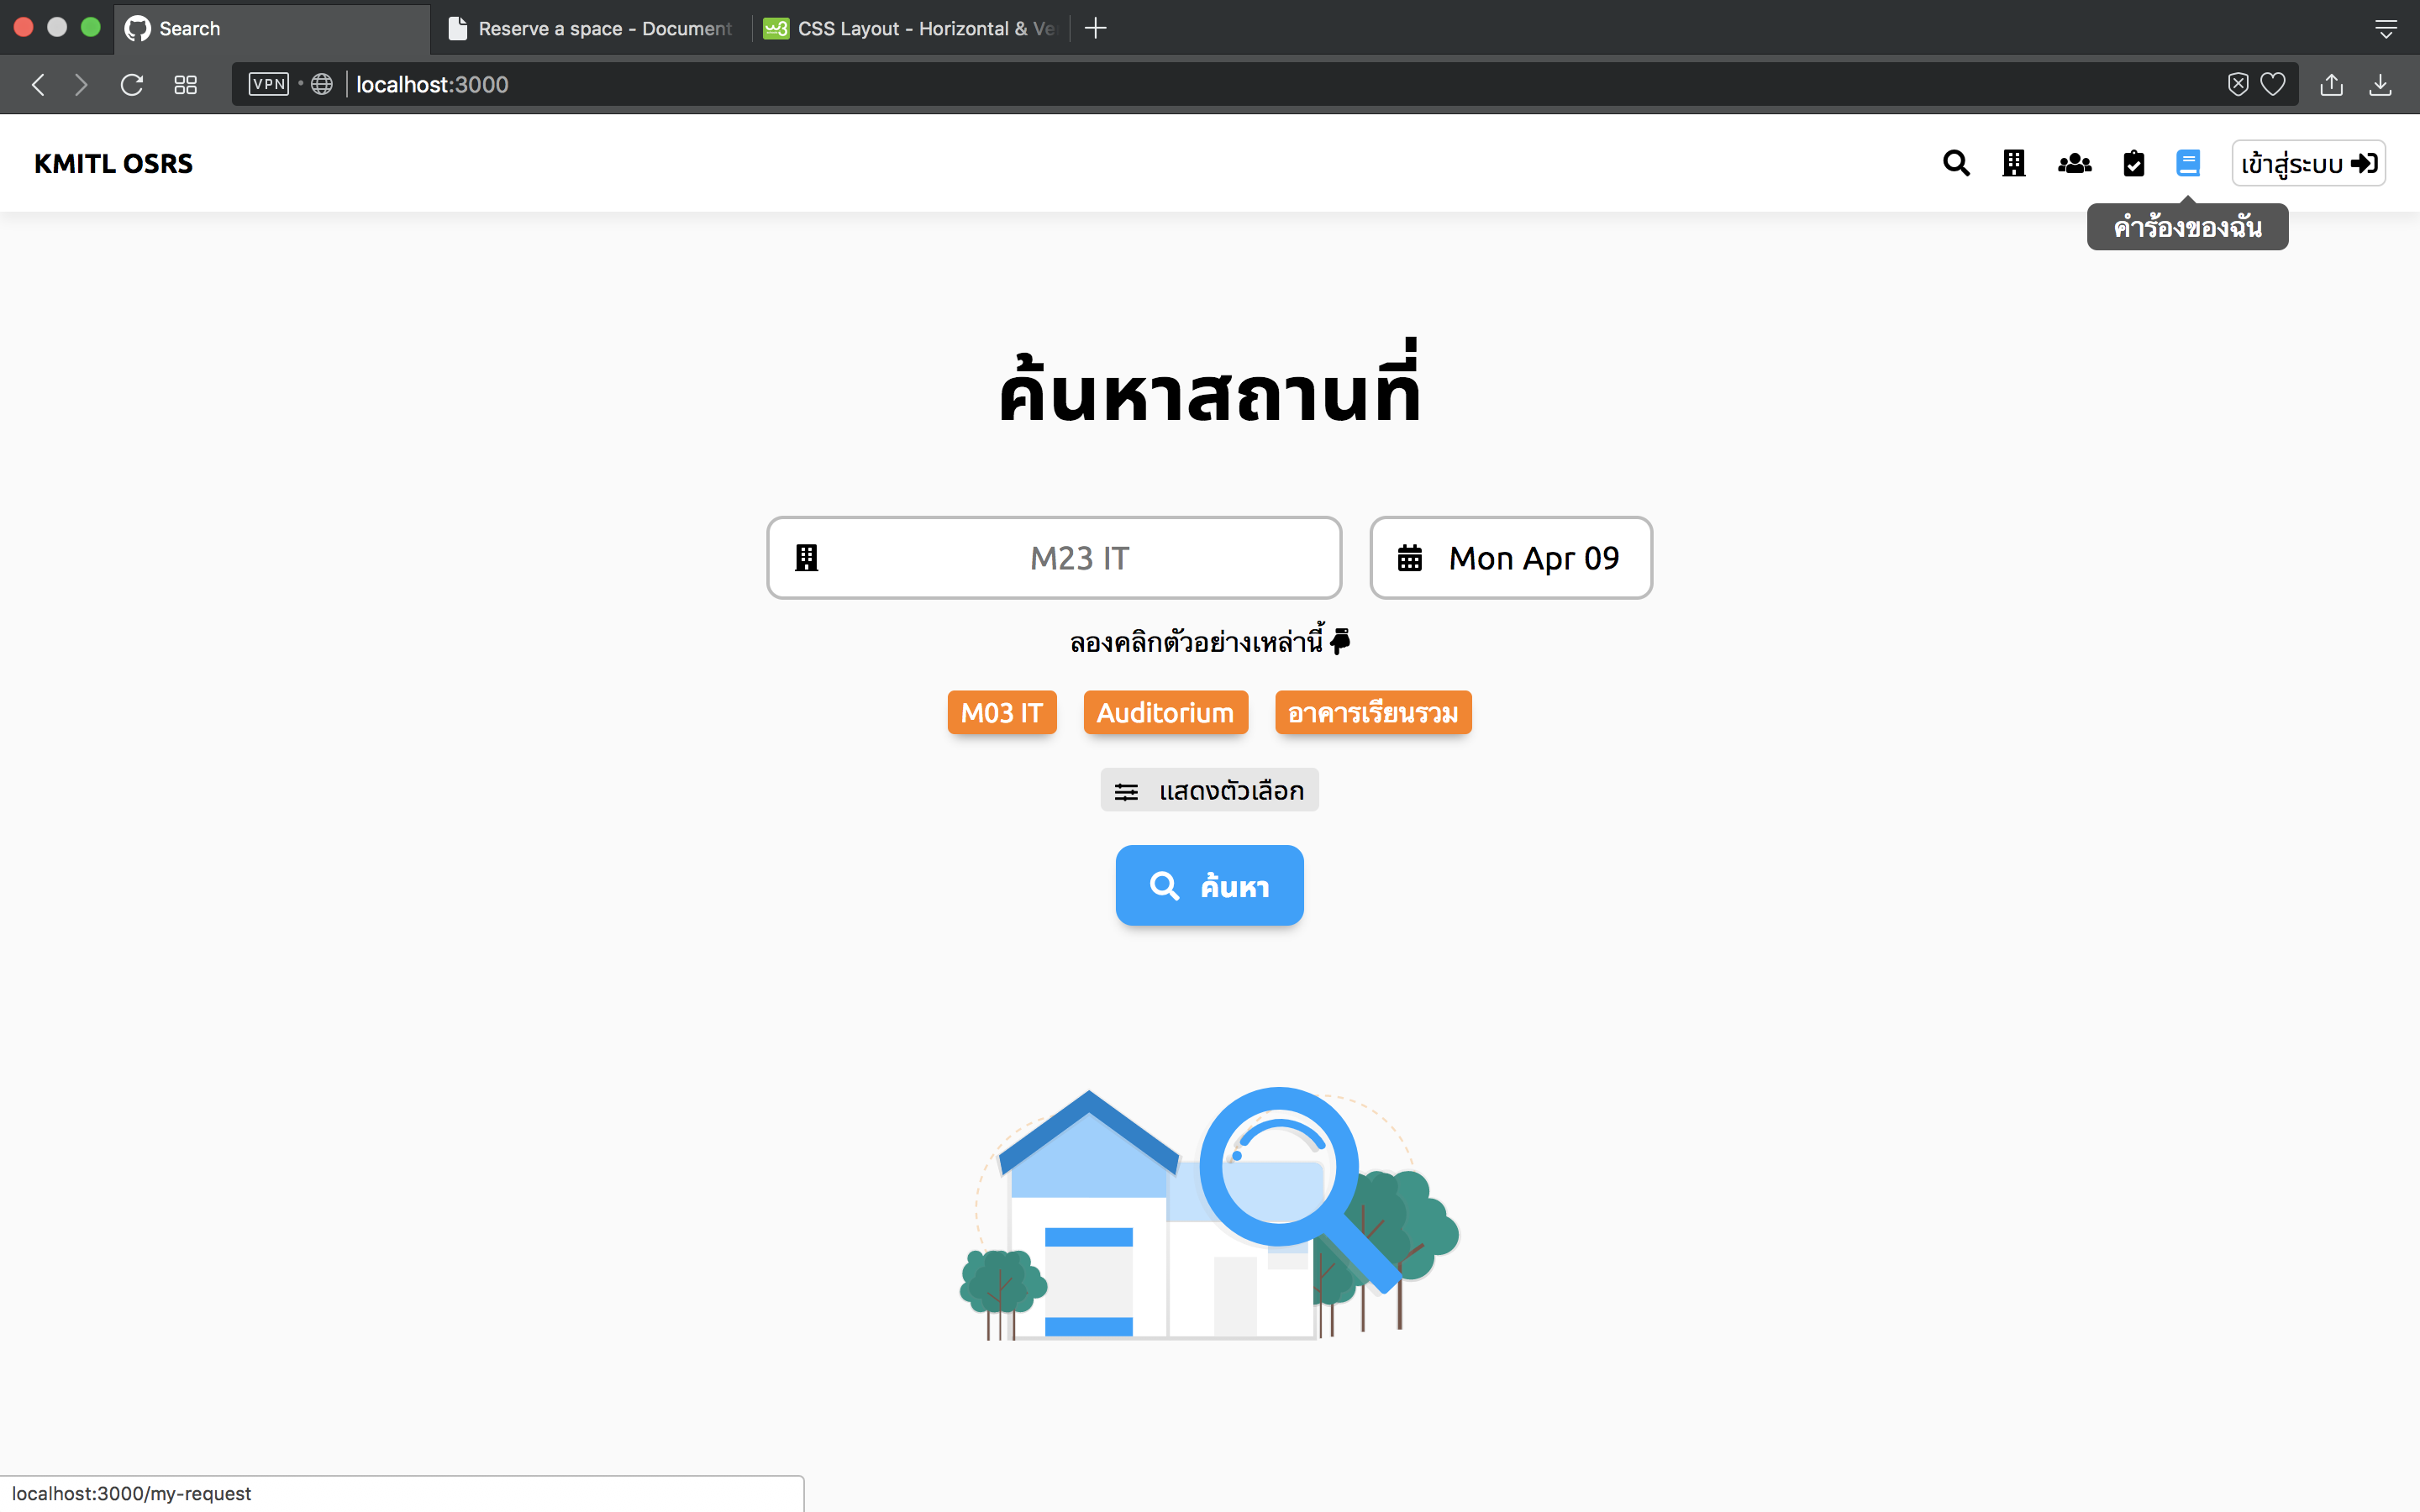 Search
Reserve a space - Document
CSS Layout - Horizontal & Ve
VPN
localhost:3000
KMITL OSRS
เข้าสู่ระบบ
คำร้องของฉัน
ค้นหาสถานที่
M23 IT
Mon Apr 09
ลองคลิกตัวอย่างเหล่านี้
M03 IT
Auditorium
อาคารเรียนรวม
แสดงตัวเลือก
ค้นหา
localhost:3000/my-request